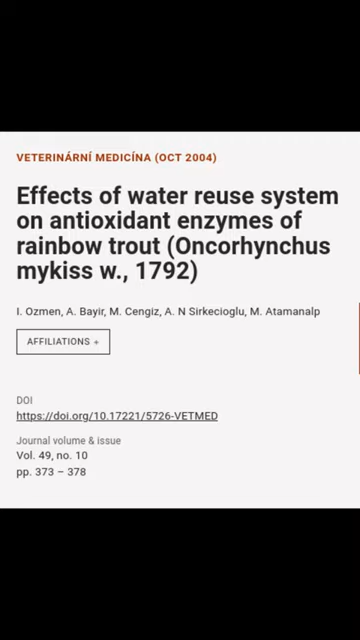 VETERINÁRNÍ MEDICÍNA (OCT 2004)
Effects of water reuse system
on antioxidant enzymes of
rainbow trout (Oncorhynchus
mykiss w., 1792)
I. Ozmen, A. Bayir, M. Cengiz, A. N Sirkecioglu, M. Atamanalp
AFFILIATIONS +
DOI
https://doi.org/10.17221/5726-VETMED
Journal volume & issue
Vol. 49, no. 10
pp. 373 – 378